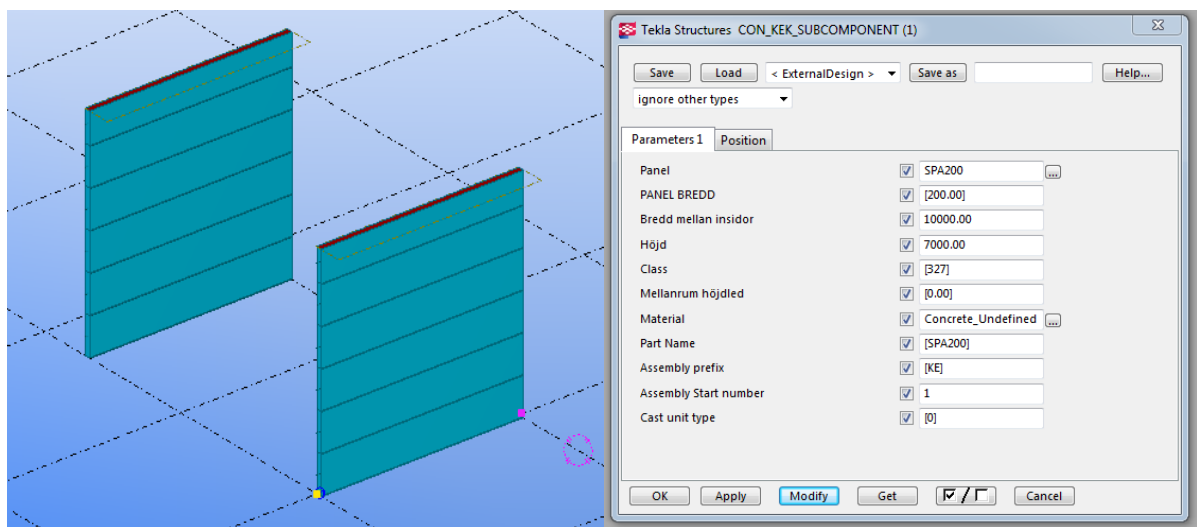 Tekla Structures CON_KEK_SUBCOMPONENT (1)
Save Load < ExternalDesign > Save as Help...
ignore other types
Parameters 1 Position
Panel SPA200 ...
PANEL BREDD [200.00]
Bredd mellan insidor 10000.00
Höjd 7000.00
Class [327]
Mellanrum höjdled [0.00]
Material Concrete_Undefined ...
Part Name [SPA200]
Assembly prefix [KE]
Assembly Start number 1
Cast unit type [0]
OK Apply Modify Get / Cancel